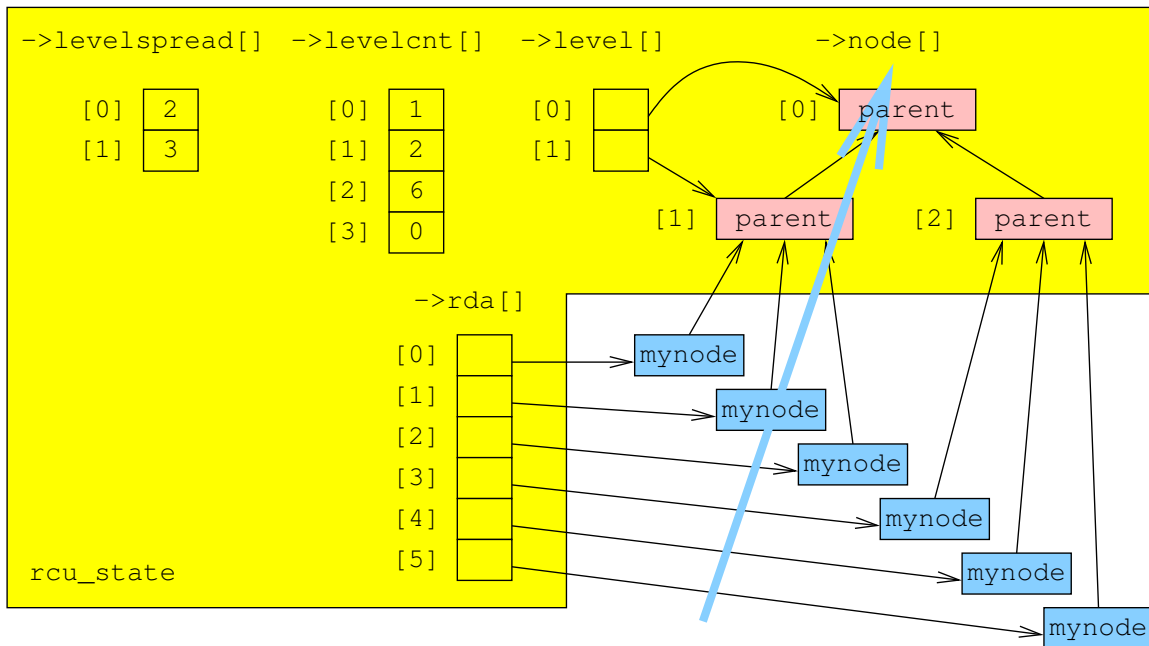 ->levelspread[] ->levelcnt[] ->level[] ->node[]
[0] 2 [0] 1 [0] [0] parent
[1] 3 [1] 2 [1]
[2] 6
[3] 0 [1] parent [2] parent
->rda[]
[0] mynode
[1] mynode
[2] mynode
[3] mynode
[4] mynode
[5] mynode
rcu_state